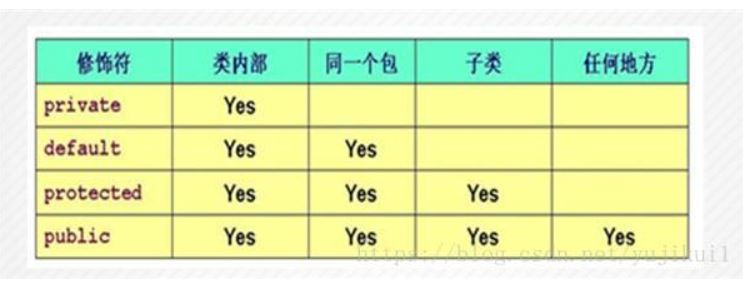 修饰符 类内部 同一个包 子类 任何地方
private Yes
default Yes Yes
protected Yes Yes Yes
public Yes Yes Yes Yes
https://blog.csdn.net/yujikui1